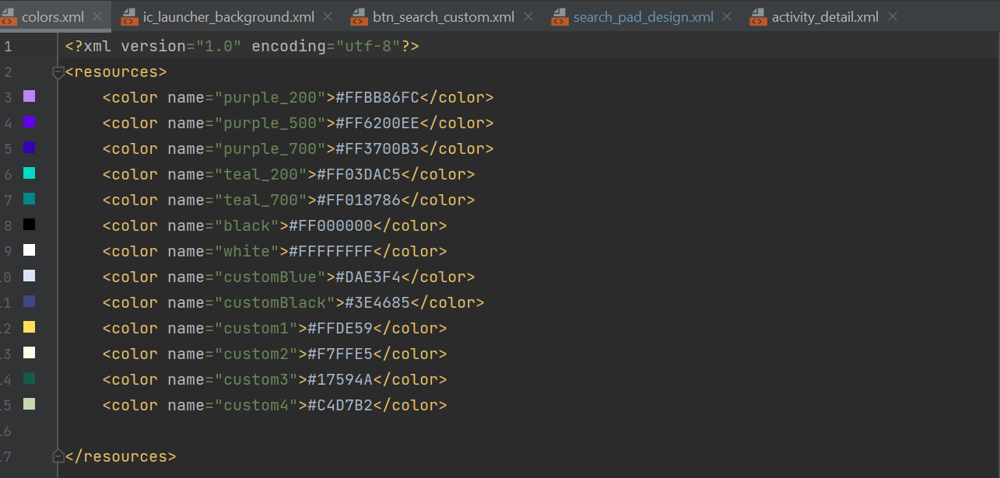 colors.xml ic_launcher_background.xml btn_search_custom.xml search_pad_design.xml activity_detail.xml
1 <?xml version="1.0" encoding="utf-8"?>
2 <resources>
3 <color name="purple_200">#FFBB86FC</color>
4 <color name="purple_500">#FF6200EE</color>
5 <color name="purple_700">#FF3700B3</color>
6 <color name="teal_200">#FF03DAC5</color>
7 <color name="teal_700">#FF018786</color>
8 <color name="black">#FF000000</color>
9 <color name="white">#FFFFFFFF</color>
10 <color name="customBlue">#DAE3F4</color>
11 <color name="customBlack">#3E4685</color>
12 <color name="custom1">#FFDE59</color>
13 <color name="custom2">#F7FFE5</color>
14 <color name="custom3">#17594A</color>
15 <color name="custom4">#C4D7B2</color>
16
17 </resources>